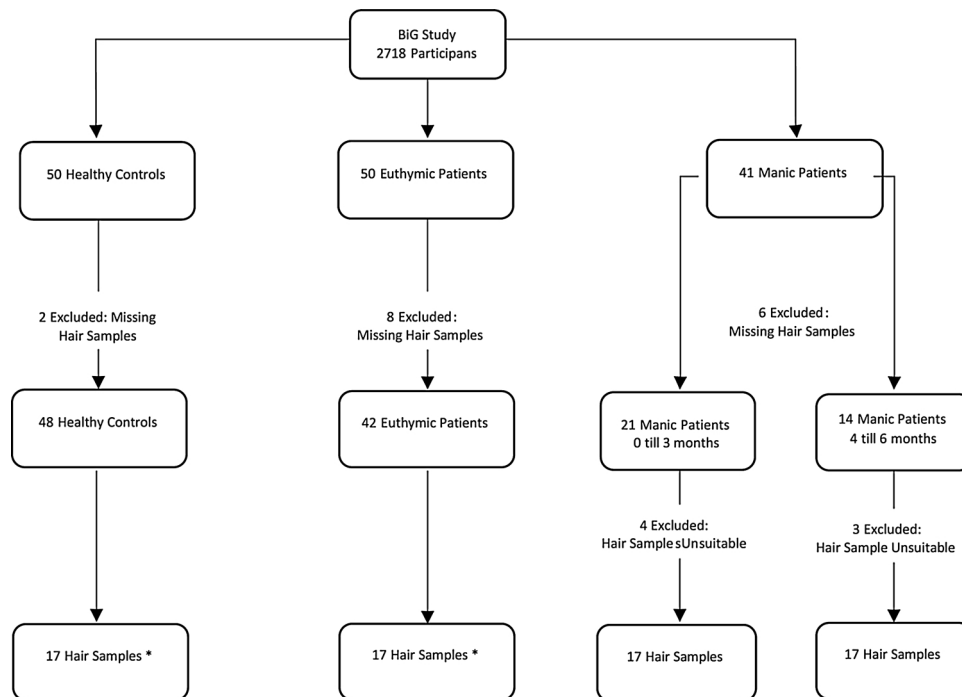 BiG Study
2718 Participans
50 Healthy Controls
50 Euthymic Patients
41 Manic Patients
2 Excluded: Missing
Hair Samples
8 Excluded:
Missing Hair Samples
6 Excluded:
Missing Hair Samples
48 Healthy Controls
42 Euthymic Patients
21 Manic Patients
0 till 3 months
14 Manic Patients
4 till 6 months
4 Excluded:
Hair Sample sUnsuitable
3 Excluded:
Hair Sample Unsuitable
17 Hair Samples *
17 Hair Samples *
17 Hair Samples
17 Hair Samples